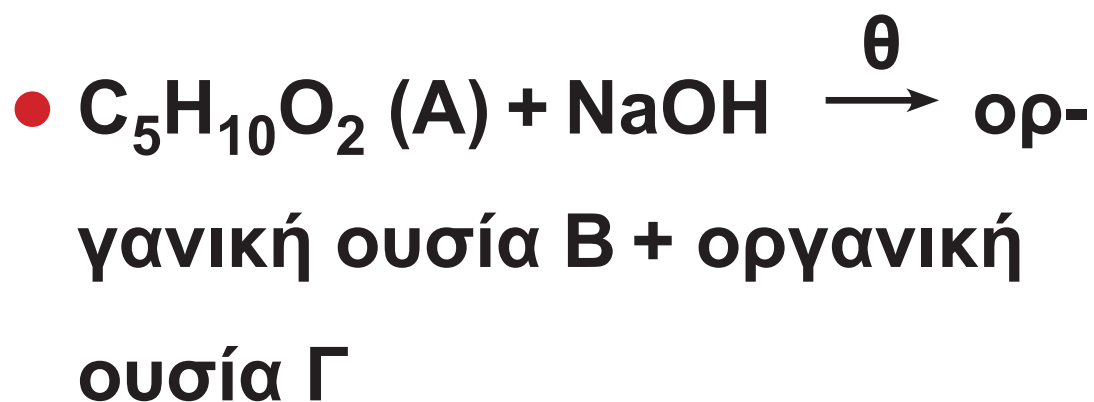 θ
• C₅H₁₀O₂ (A) + NaOH ⟶ ορ-
γανική ουσία Β + οργανική
ουσία Γ